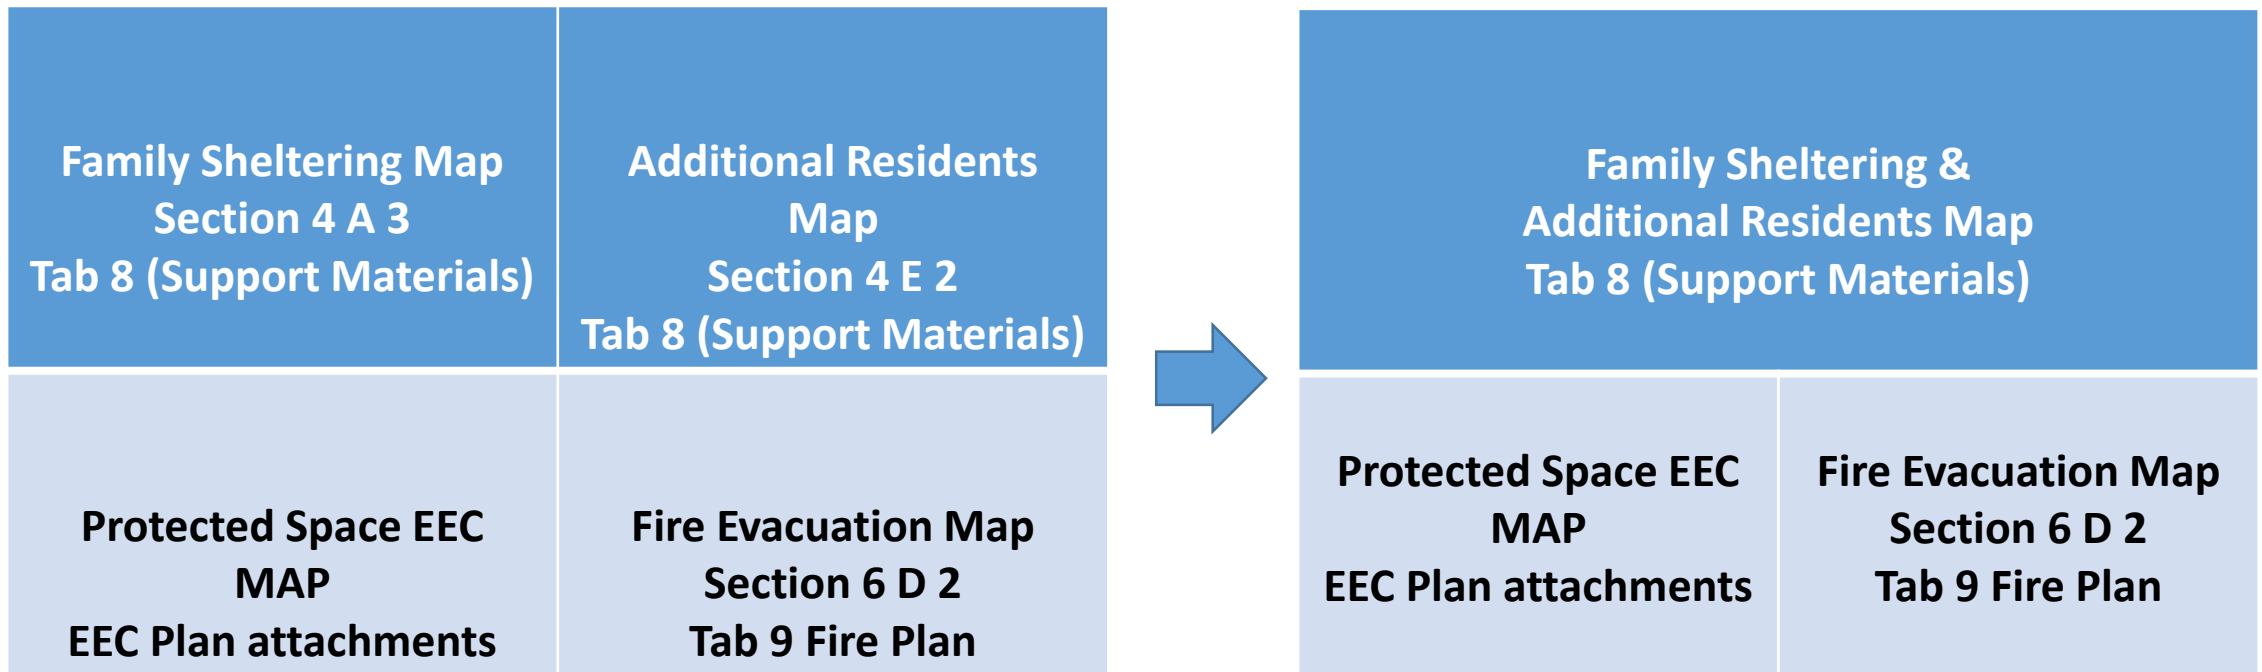 Family Sheltering Map
Section 4 A 3
Tab 8 (Support Materials)
Additional Residents
Map
Section 4 E 2
Tab 8 (Support Materials)
Protected Space EEC
MAP
EEC Plan attachments
Fire Evacuation Map
Section 6 D 2
Tab 9 Fire Plan
Family Sheltering &
Additional Residents Map
Tab 8 (Support Materials)
Protected Space EEC
MAP
EEC Plan attachments
Fire Evacuation Map
Section 6 D 2
Tab 9 Fire Plan